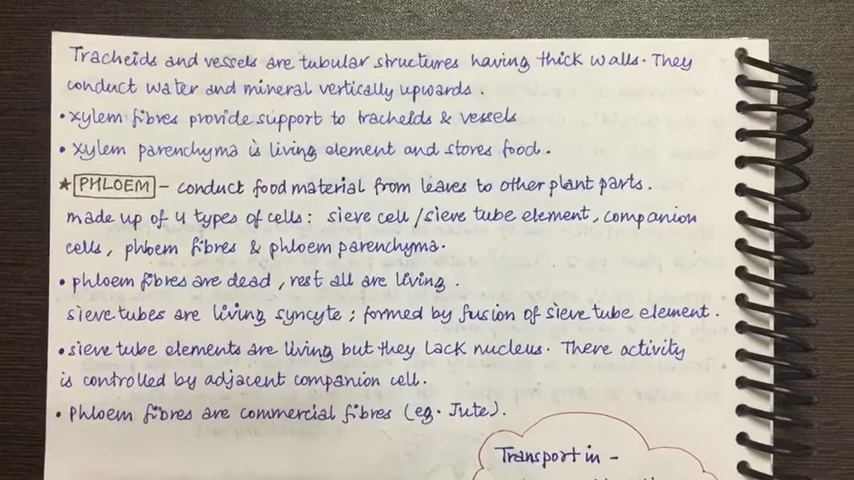 Tracheids and vessels are tubular structures having thick walls. They
conduct water and mineral vertically upwards.
• xylem fibres provide support to tracheids & vessels
• xylem parenchyma is living element and stores food.
★ PHLOEM - conduct food material from leaves to other plant parts.
made up of 4 types of cells: sieve cell/sieve tube element, companion
cells, phloem fibres & phloem parenchyma.
• phloem fibres are dead, rest all are living.
sieve tubes are living syncyte; formed by fusion of sieve tube element.
• sieve tube elements are living but they lack nucleus. There activity
is controlled by adjacent companion cell.
• Phloem fibres are commercial fibres (eg. Jute).
Transport in -